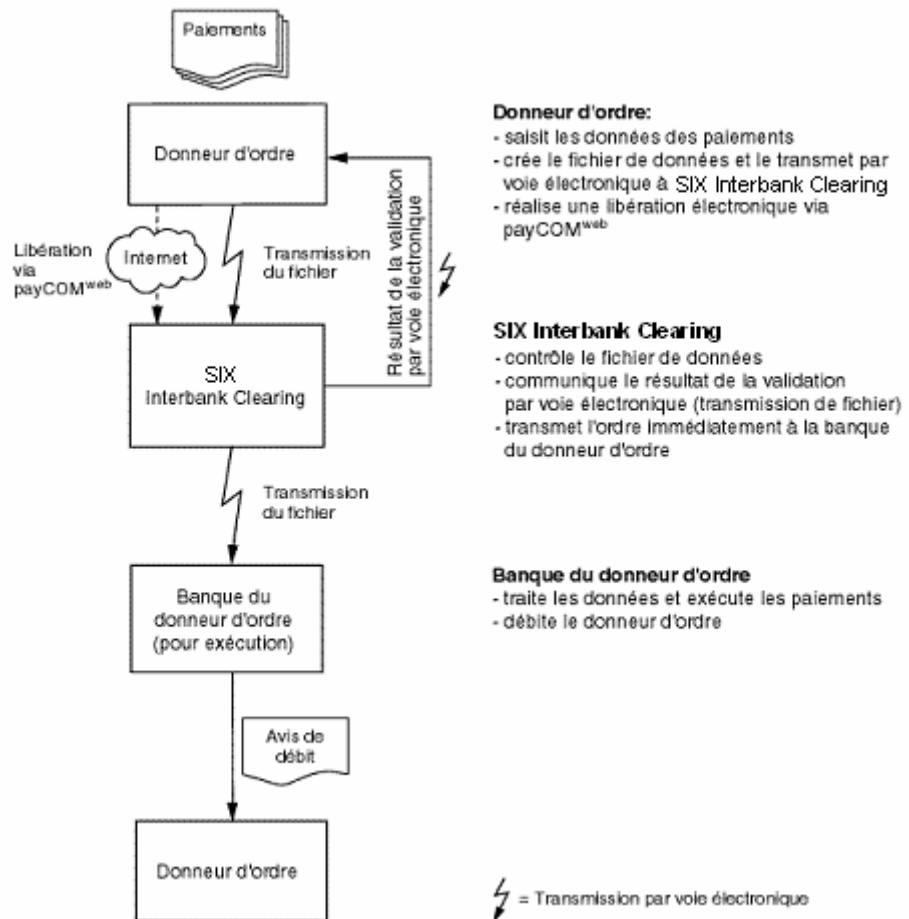 Paiements
Donneur d'ordre
Libération
via
payCOMweb
Internet
Transmission
du fichier
Résultat de la validation
par voie électronique
SIX
Interbank Clearing
Transmission
du fichier
Banque du
donneur d'ordre
(pour exécution)
Avis de
débit
Donneur d'ordre
Donneur d'ordre:
- saisit les données des paiements
- crée le fichier de données et le transmet par
voie électronique à SIX Interbank Clearing
- réalise une libération électronique via
payCOMweb
SIX Interbank Clearing
- contrôle le fichier de données
- communique le résultat de la validation
par voie électronique (transmission de fichier)
- transmet l'ordre immédiatement à la banque
du donneur d'ordre
Banque du donneur d'ordre
- traite les données et exécute les paiements
- débite le donneur d'ordre
= Transmission par voie électronique